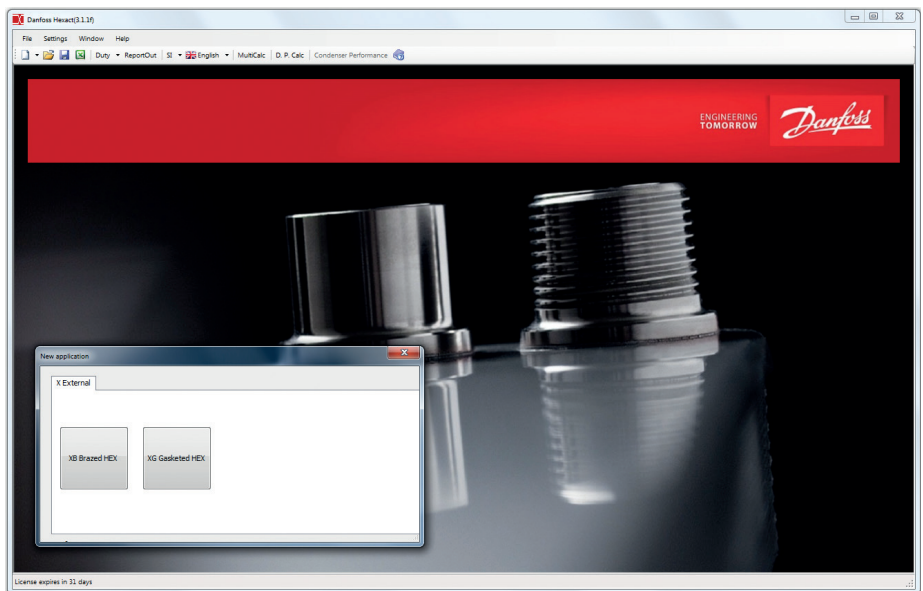 Danfoss Hexact(3.1.1f)
File Settings Window Help
Duty ReportOut SI English MultiCalc D. P. Calc Condenser Performance
ENGINEERING
TOMORROW
Danfoss
New application
X External
XB Brazed HEX XG Gasketed HEX
License expires in 31 days